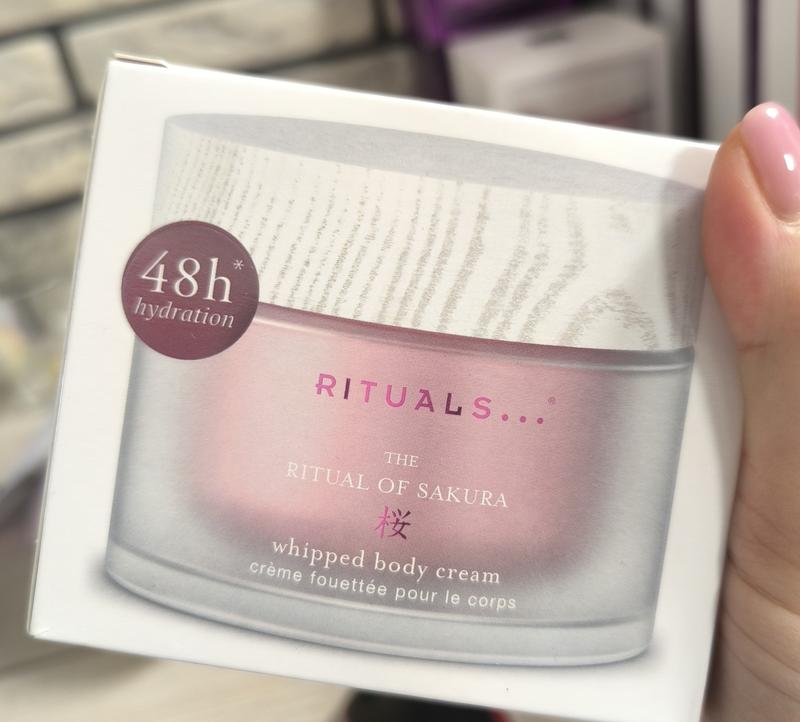 48h*
hydration
RITUALS...®
THE
RITUAL OF SAKURA
桜
whipped body cream
crème fouettée pour le corps